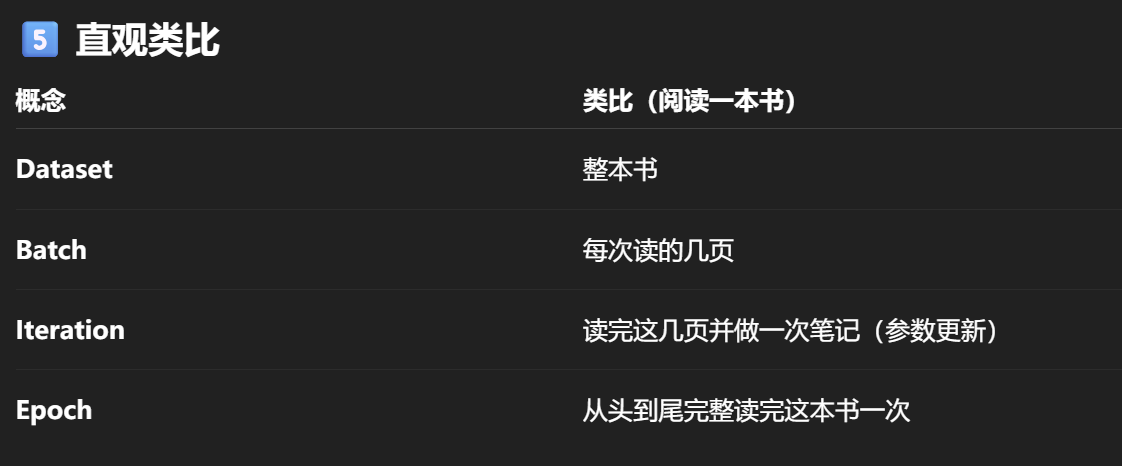 5 直观类比
概念 类比（阅读一本书）
Dataset 整本书
Batch 每次读的几页
Iteration 读完这几页并做一次笔记（参数更新）
Epoch 从头到尾完整读完这本书一次